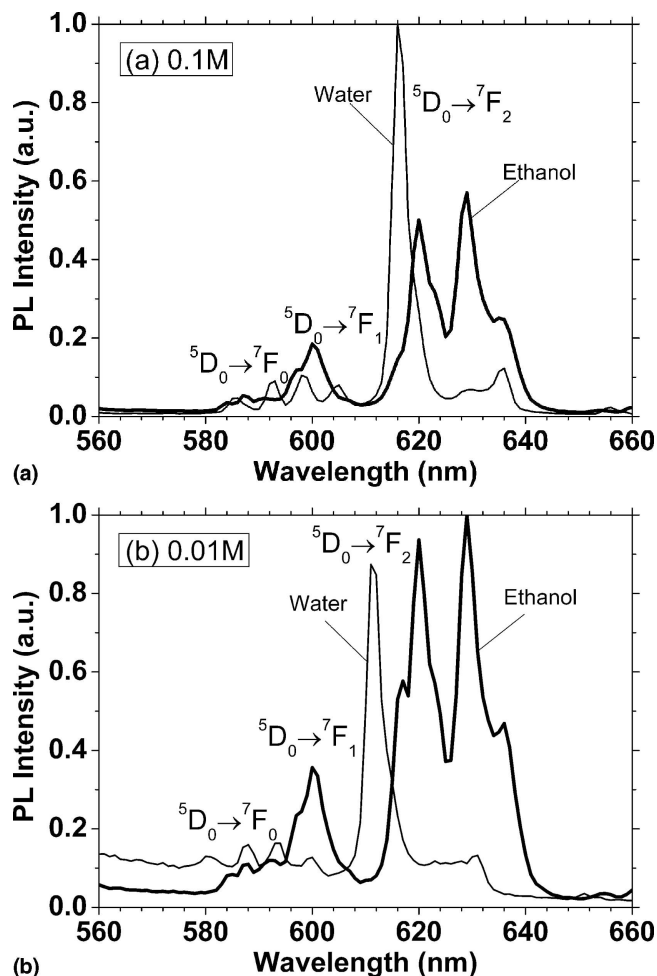 (a) 0.1M
Water
⁵D₀→⁷F₂
Ethanol
⁵D₀→⁷F₁
⁵D₀→⁷F₀
PL Intensity (a.u.)
1.0
0.8
0.6
0.4
0.2
0.0
560 580 600 620 640 660
Wavelength (nm)
(a)
(b) 0.01M
⁵D₀→⁷F₂
Water
Ethanol
⁵D₀→⁷F₁
⁵D₀→⁷F₀
PL Intensity (a.u.)
1.0
0.8
0.6
0.4
0.2
0.0
560 580 600 620 640 660
Wavelength (nm)
(b)